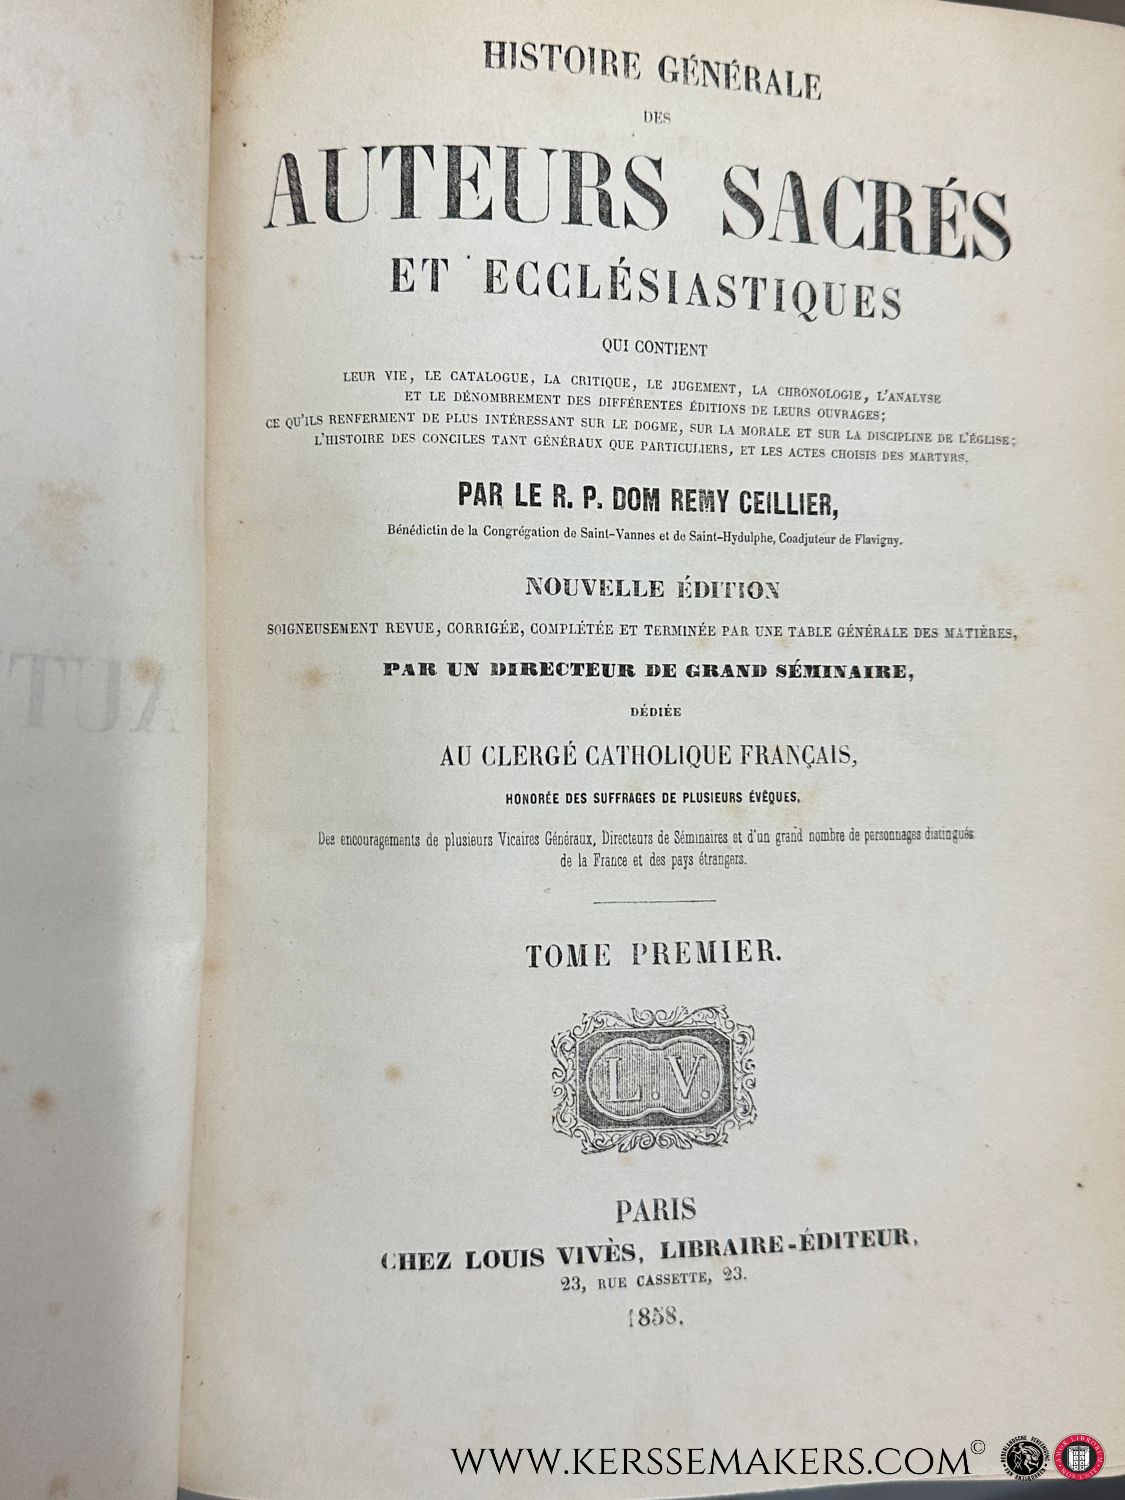 HISTOIRE GÉNÉRALE
DES
AUTEURS SACRÉS
ET ECCLÉSIASTIQUES
QUI CONTIENT
LEUR VIE, LE CATALOGUE, LA CRITIQUE, LE JUGEMENT, LA CHRONOLOGIE, L'ANALYSE
ET LE DÉNOMBREMENT DES DIFFÉRENTES ÉDITIONS DE LEURS OUVRAGES;
CE QU'ILS RENFERMENT DE PLUS INTÉRESSANT SUR LE DOGME, SUR LA MORALE ET SUR LA DISCIPLINE DE L'ÉGLISE;
L'HISTOIRE DES CONCILES TANT GÉNÉRAUX QUE PARTICULIERS, ET LES ACTES CHOISIS DES MARTYRS.
PAR LE R. P. DOM REMY CEILLIER,
Bénédictin de la Congrégation de Saint-Vannes et de Saint-Hydulphe, Coadjuteur de Flavigny.
NOUVELLE ÉDITION
SOIGNEUSEMENT REVUE, CORRIGÉE, COMPLÉTÉE ET TERMINÉE PAR UNE TABLE GÉNÉRALE DES MATIÈRES,
PAR UN DIRECTEUR DE GRAND SÉMINAIRE,
DÉDIÉE
AU CLERGÉ CATHOLIQUE FRANÇAIS,
HONORÉE DES SUFFRAGES DE PLUSIEURS ÉVÊQUES,
Des encouragements de plusieurs Vicaires Généraux, Directeurs de Séminaires et d'un grand nombre de personnages distingués
de la France et des pays étrangers.
TOME PREMIER.
L. V.
PARIS
CHEZ LOUIS VIVÈS, LIBRAIRE-ÉDITEUR,
23, RUE CASSETTE, 23.
1858.
WWW.KERSSEMAKERS.COM©